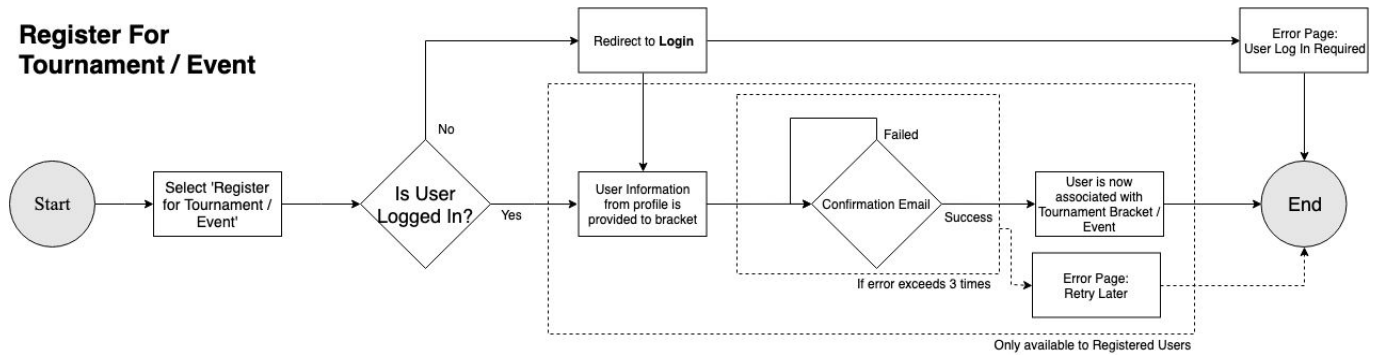 Register For
Tournament / Event
Redirect to Login
Error Page:
User Log In Required
No
Failed
Start
Select 'Register
for Tournament /
Event'
Is User
Logged In?
Yes
User Information
from profile is
provided to bracket
Confirmation Email
Success
User is now
associated with
Tournament Bracket /
Event
End
If error exceeds 3 times
Error Page:
Retry Later
Only available to Registered Users